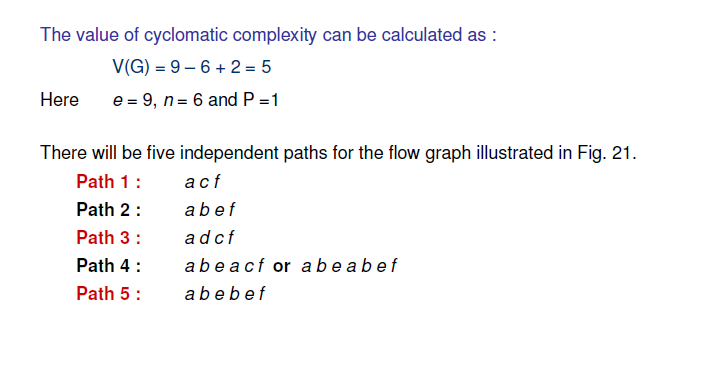 The value of cyclomatic complexity can be calculated as :
V(G) = 9 – 6 + 2 = 5
Here e = 9, n = 6 and P =1
There will be five independent paths for the flow graph illustrated in Fig. 21.
Path 1 : a c f
Path 2 : a b e f
Path 3 : a d c f
Path 4 : a b e a c f or a b e a b e f
Path 5 : a b e b e f